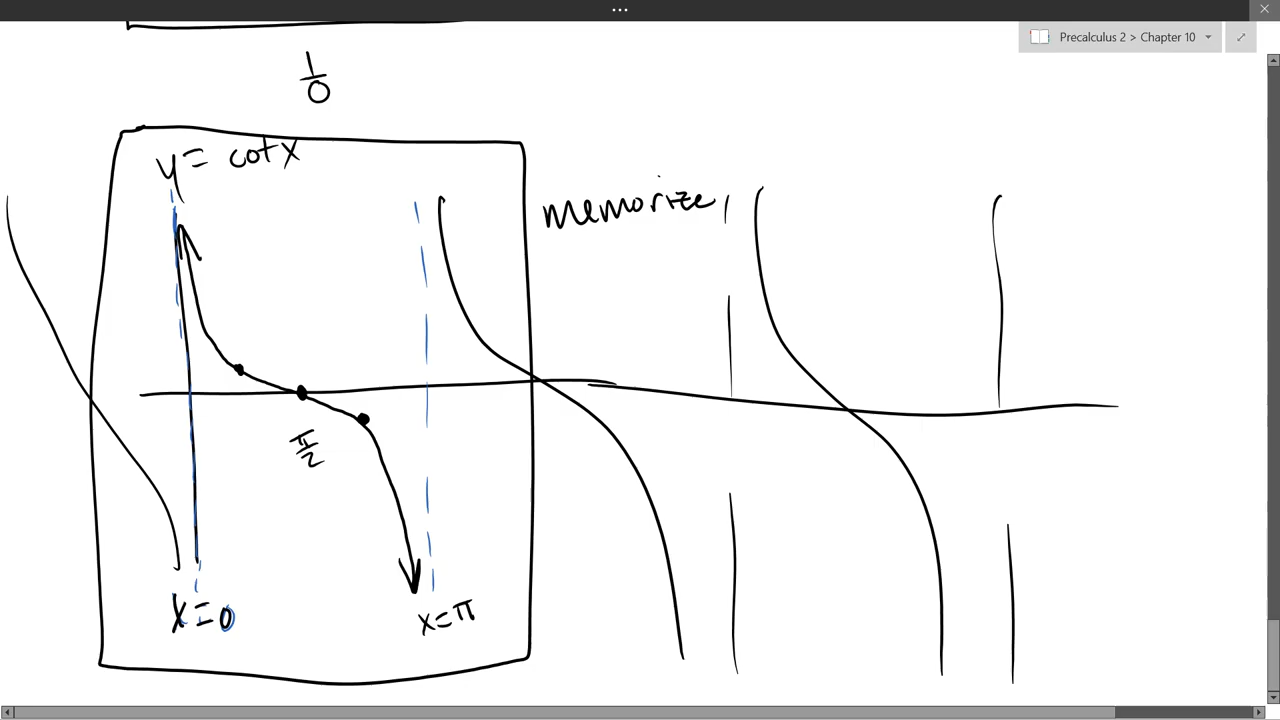 ...
Precalculus 2 > Chapter 10
1/0
y = cot x
memorize
π/2
x = 0
x = π